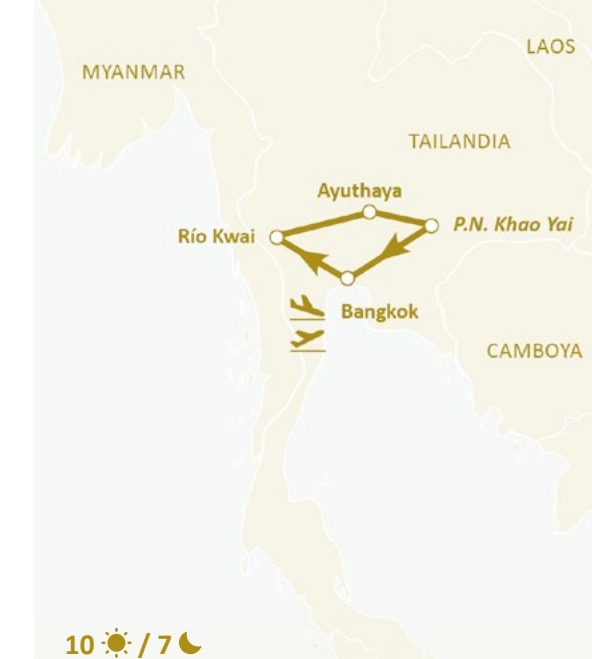 LAOS
MYANMAR
TAILANDIA
Ayuthaya
P.N. Khao Yai
Río Kwai
Bangkok
CAMBOYA
10 / 7